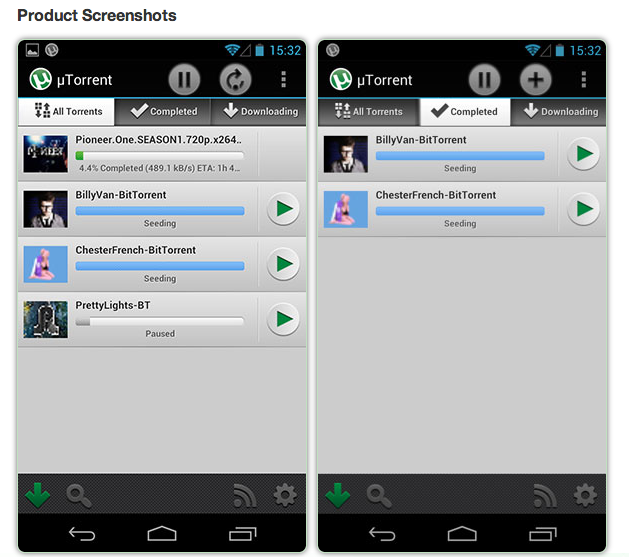 Product Screenshots
15:32
µTorrent
All Torrents Completed Downloading
Pioneer.One.SEASON1.720p.x264..
4.4% Completed (489.1 kB/s) ETA: 1h 4...
BillyVan-BitTorrent
Seeding
ChesterFrench-BitTorrent
Seeding
PrettyLights-BT
Paused
15:32
µTorrent
All Torrents Completed Downloading
BillyVan-BitTorrent
Seeding
ChesterFrench-BitTorrent
Seeding